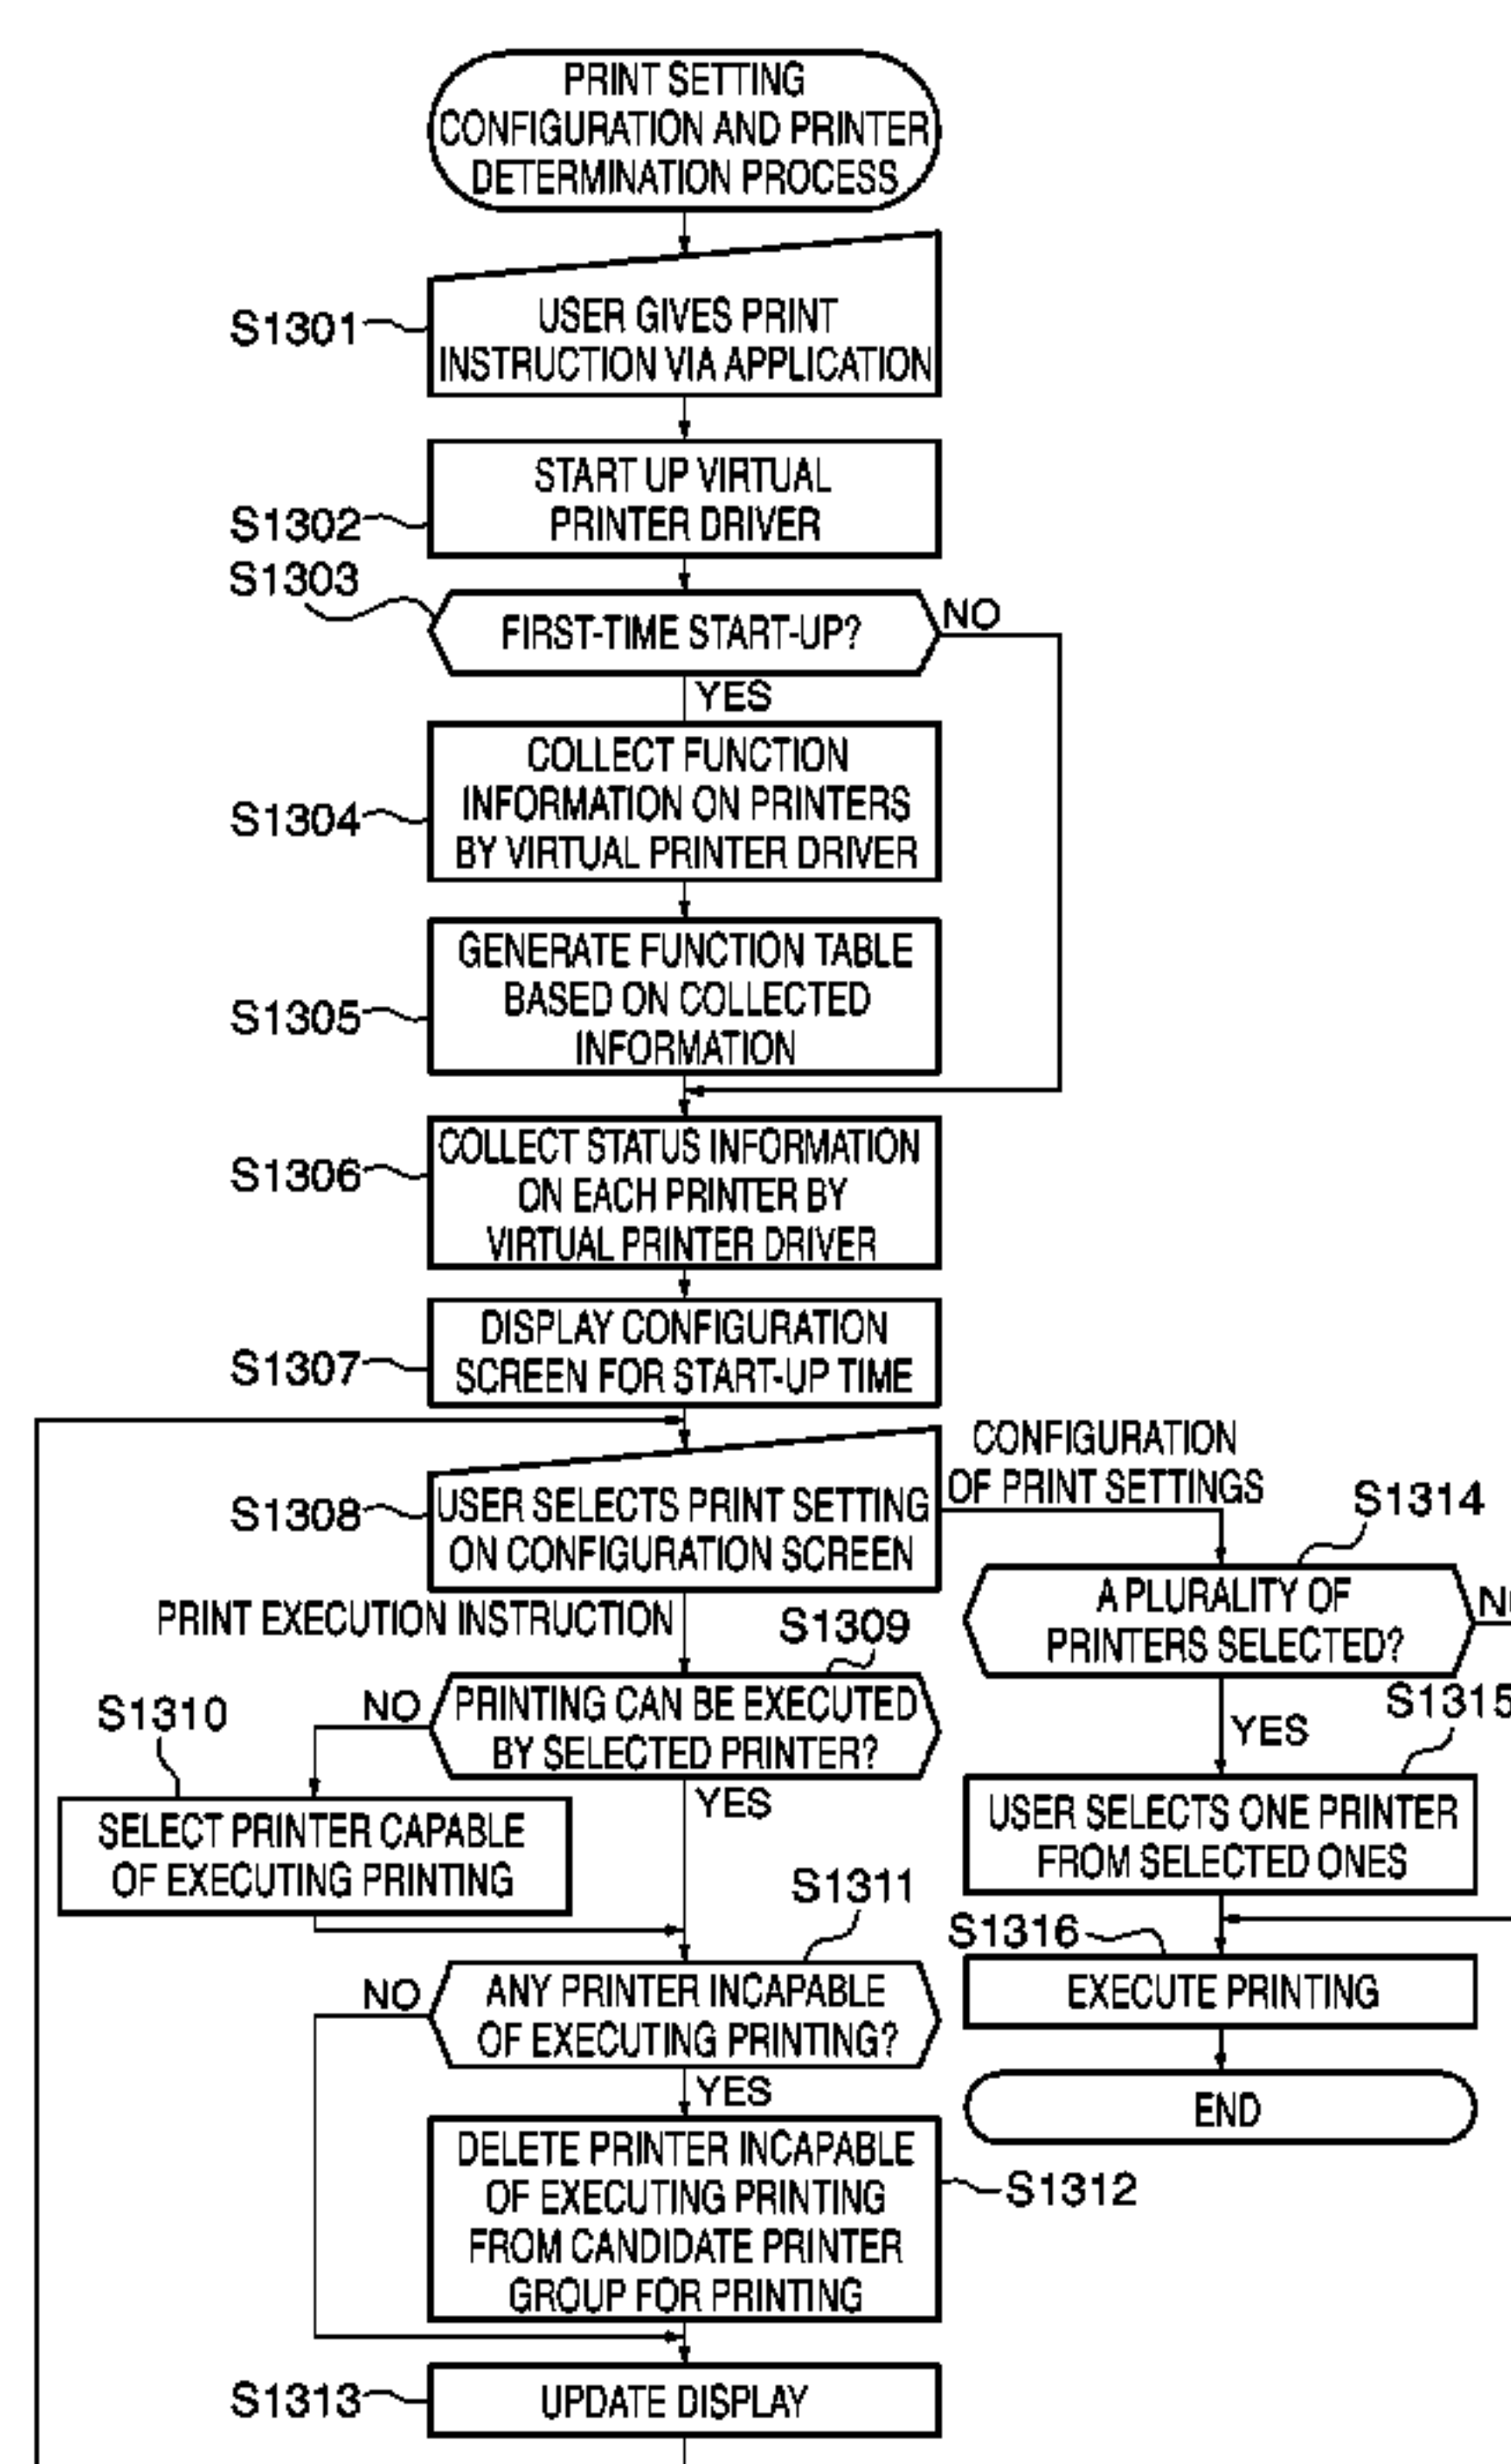 PRINT SETTING
CONFIGURATION AND PRINTER
DETERMINATION PROCESS
S1301
USER GIVES PRINT
INSTRUCTION VIA APPLICATION
S1302
START UP VIRTUAL
PRINTER DRIVER
S1303
FIRST-TIME START-UP?
NO
YES
S1304
COLLECT FUNCTION
INFORMATION ON PRINTERS
BY VIRTUAL PRINTER DRIVER
S1305
GENERATE FUNCTION TABLE
BASED ON COLLECTED
INFORMATION
S1306
COLLECT STATUS INFORMATION
ON EACH PRINTER BY
VIRTUAL PRINTER DRIVER
S1307
DISPLAY CONFIGURATION
SCREEN FOR START-UP TIME
S1308
USER SELECTS PRINT SETTING
ON CONFIGURATION SCREEN
CONFIGURATION
OF PRINT SETTINGS
PRINT EXECUTION INSTRUCTION
S1309
PRINTING CAN BE EXECUTED
BY SELECTED PRINTER?
NO
YES
S1310
SELECT PRINTER CAPABLE
OF EXECUTING PRINTING
S1311
ANY PRINTER INCAPABLE
OF EXECUTING PRINTING?
NO
YES
DELETE PRINTER INCAPABLE
OF EXECUTING PRINTING
FROM CANDIDATE PRINTER
GROUP FOR PRINTING
S1312
S1313
UPDATE DISPLAY
S1314
A PLURALITY OF
PRINTERS SELECTED?
NO
YES
S1315
USER SELECTS ONE PRINTER
FROM SELECTED ONES
S1316
EXECUTE PRINTING
END